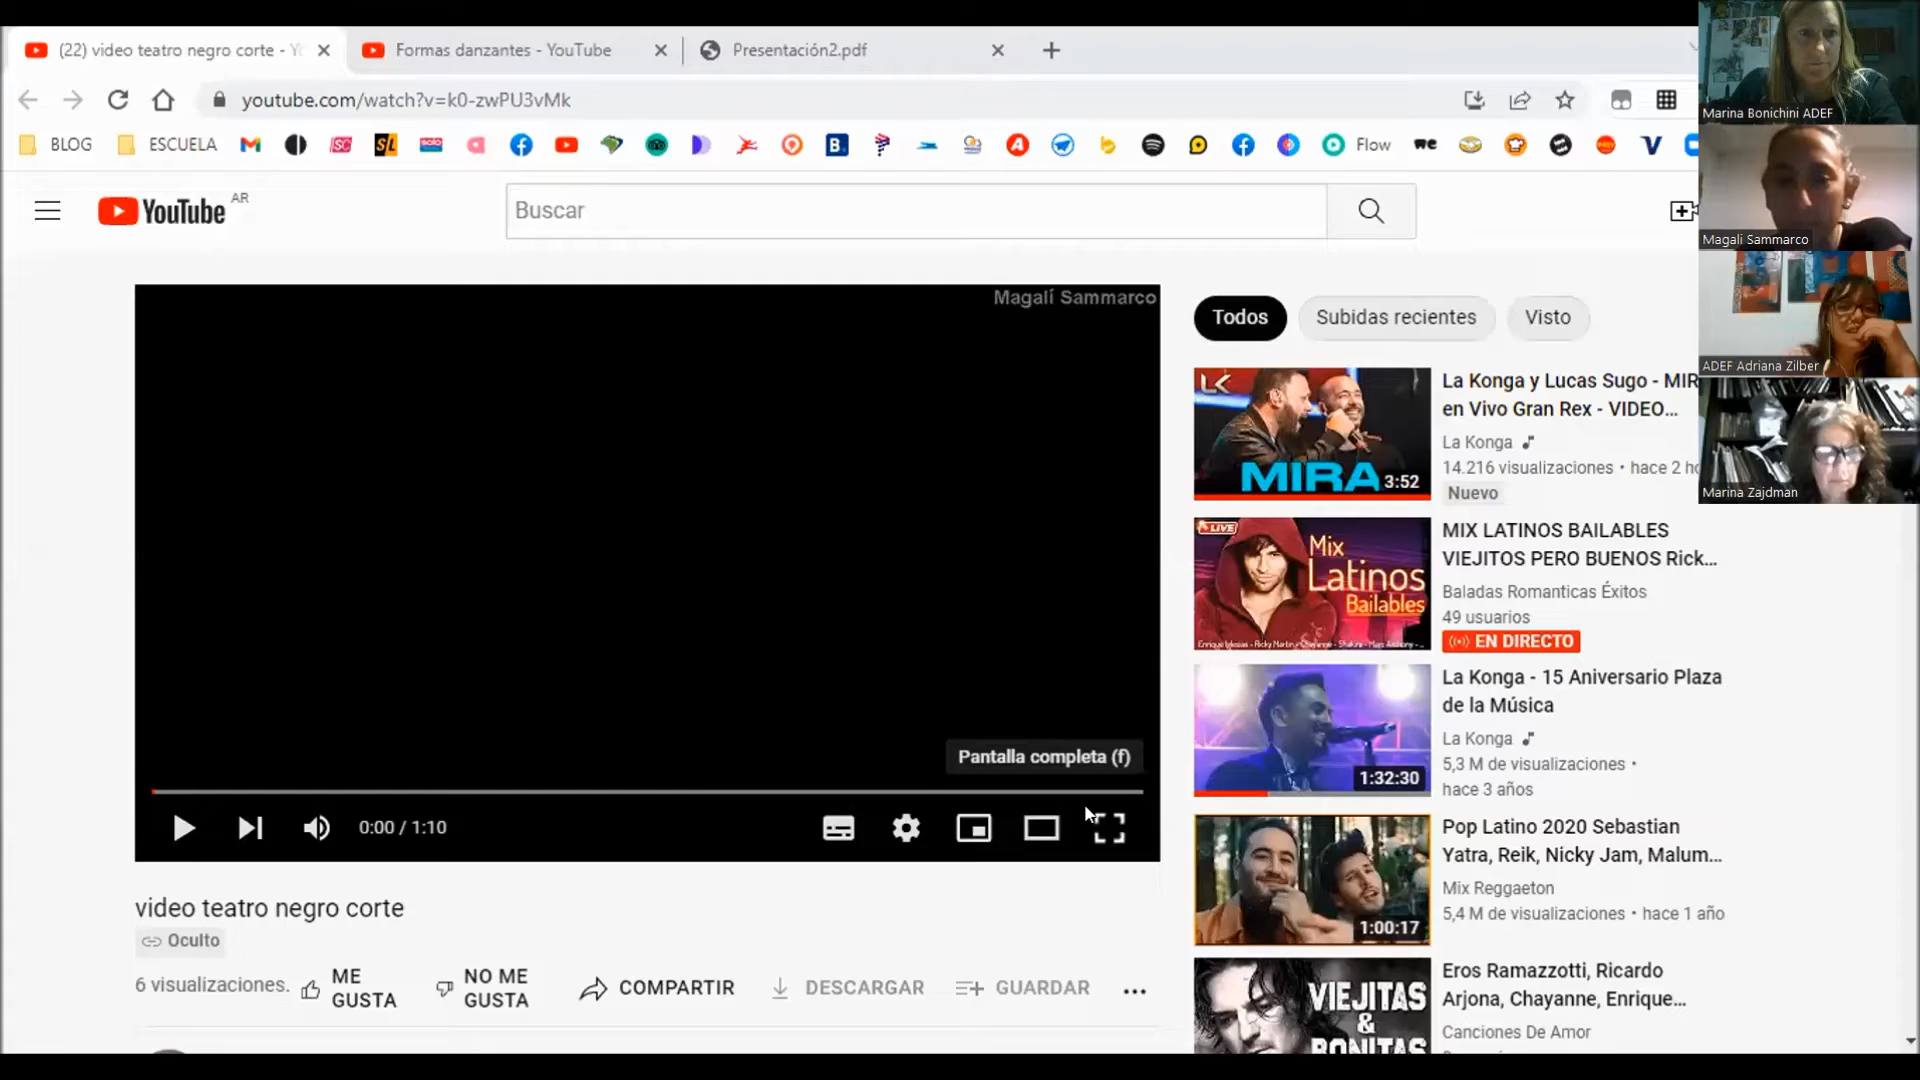 (22) video teatro negro corte - Yo
Formas danzantes - YouTube
Presentación2.pdf
youtube.com/watch?v=k0-zwPU3vMk
BLOG
ESCUELA
SL
B.
Flow
we
YouTube AR
Buscar
Magalí Sammarco
Pantalla completa (f)
0:00 / 1:10
video teatro negro corte
Oculto
6 visualizaciones.
ME GUSTA
NO ME GUSTA
COMPARTIR
DESCARGAR
GUARDAR
Todos
Subidas recientes
Visto
LK
MIRA
3:52
La Konga y Lucas Sugo - MIR
en Vivo Gran Rex - VIDEO...
La Konga
14.216 visualizaciones • hace 2 ho
Nuevo
LIVE
Mix
Latinos
Bailables
MIX LATINOS BAILABLES
VIEJITOS PERO BUENOS Rick...
Baladas Romanticas Éxitos
49 usuarios
EN DIRECTO
1:32:30
La Konga - 15 Aniversario Plaza
de la Música
La Konga
5,3 M de visualizaciones •
hace 3 años
1:00:17
Pop Latino 2020 Sebastian
Yatra, Reik, Nicky Jam, Malum...
Mix Reggaeton
5,4 M de visualizaciones • hace 1 año
VIEJITAS
&
BONITAS
Eros Ramazzotti, Ricardo
Arjona, Chayanne, Enrique...
Canciones De Amor
Marina Bonichini ADEF
Magali Sammarco
ADEF Adriana Zilber
Marina Zajdman